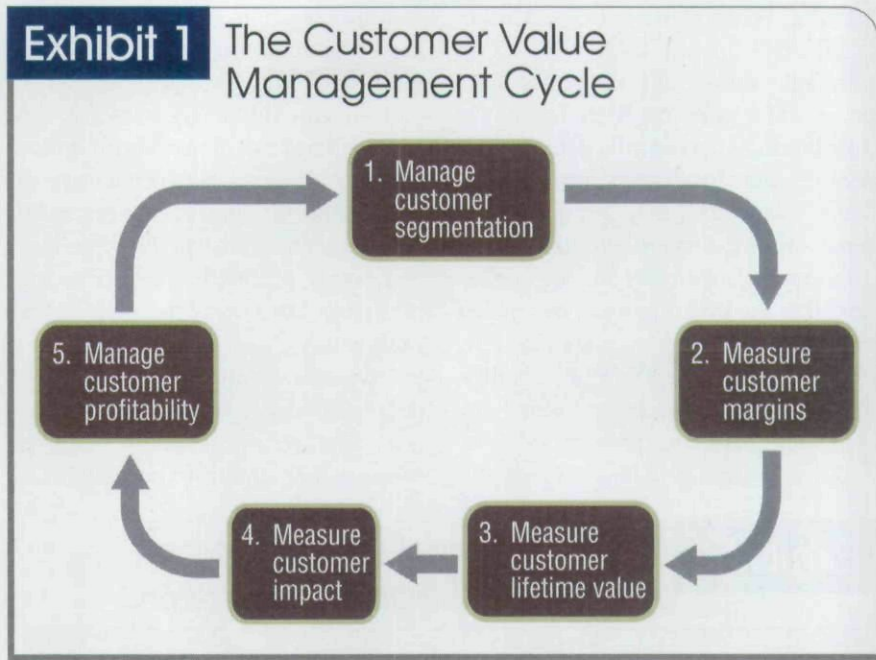 Exhibit 1
The Customer Value
Management Cycle
1. Manage
customer
segmentation
2. Measure
customer
margins
3. Measure
customer
lifetime value
4. Measure
customer
impact
5. Manage
customer
profitability